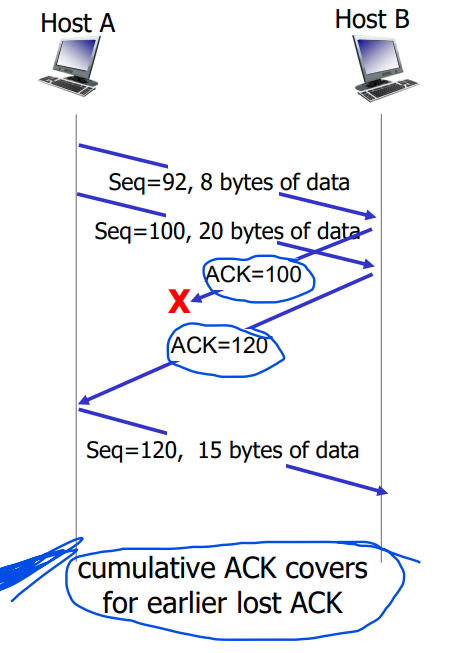 Host A
Host B
Seq=92, 8 bytes of data
Seq=100, 20 bytes of data
ACK=100
X
ACK=120
Seq=120, 15 bytes of data
cumulative ACK covers
for earlier lost ACK